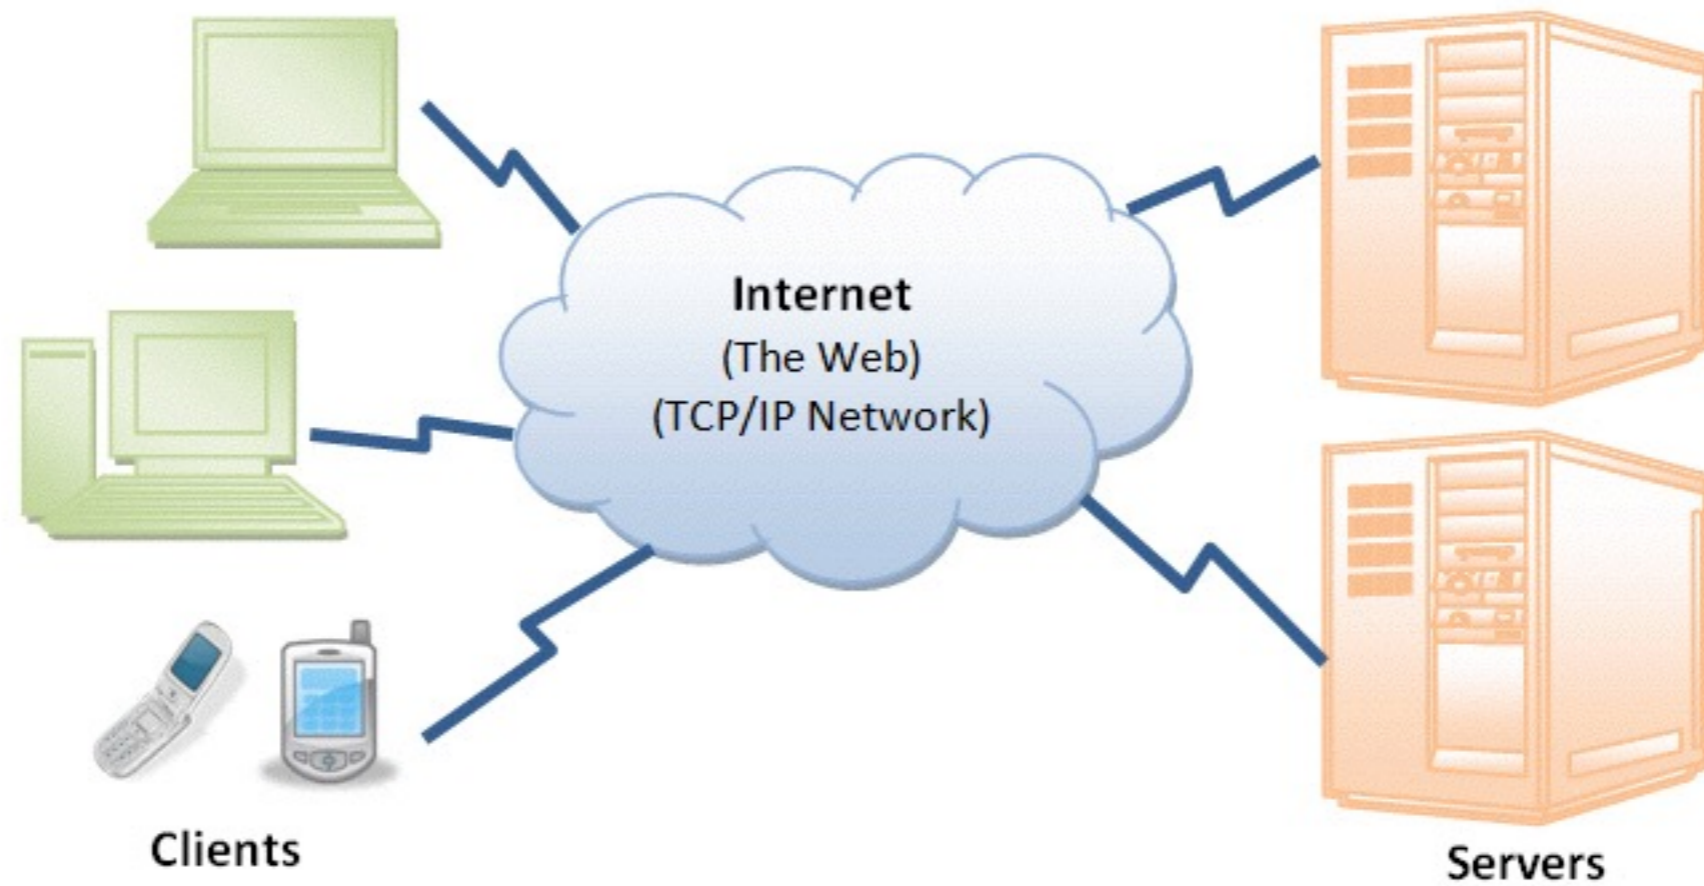 Internet
(The Web)
(TCP/IP Network)
Clients
Servers